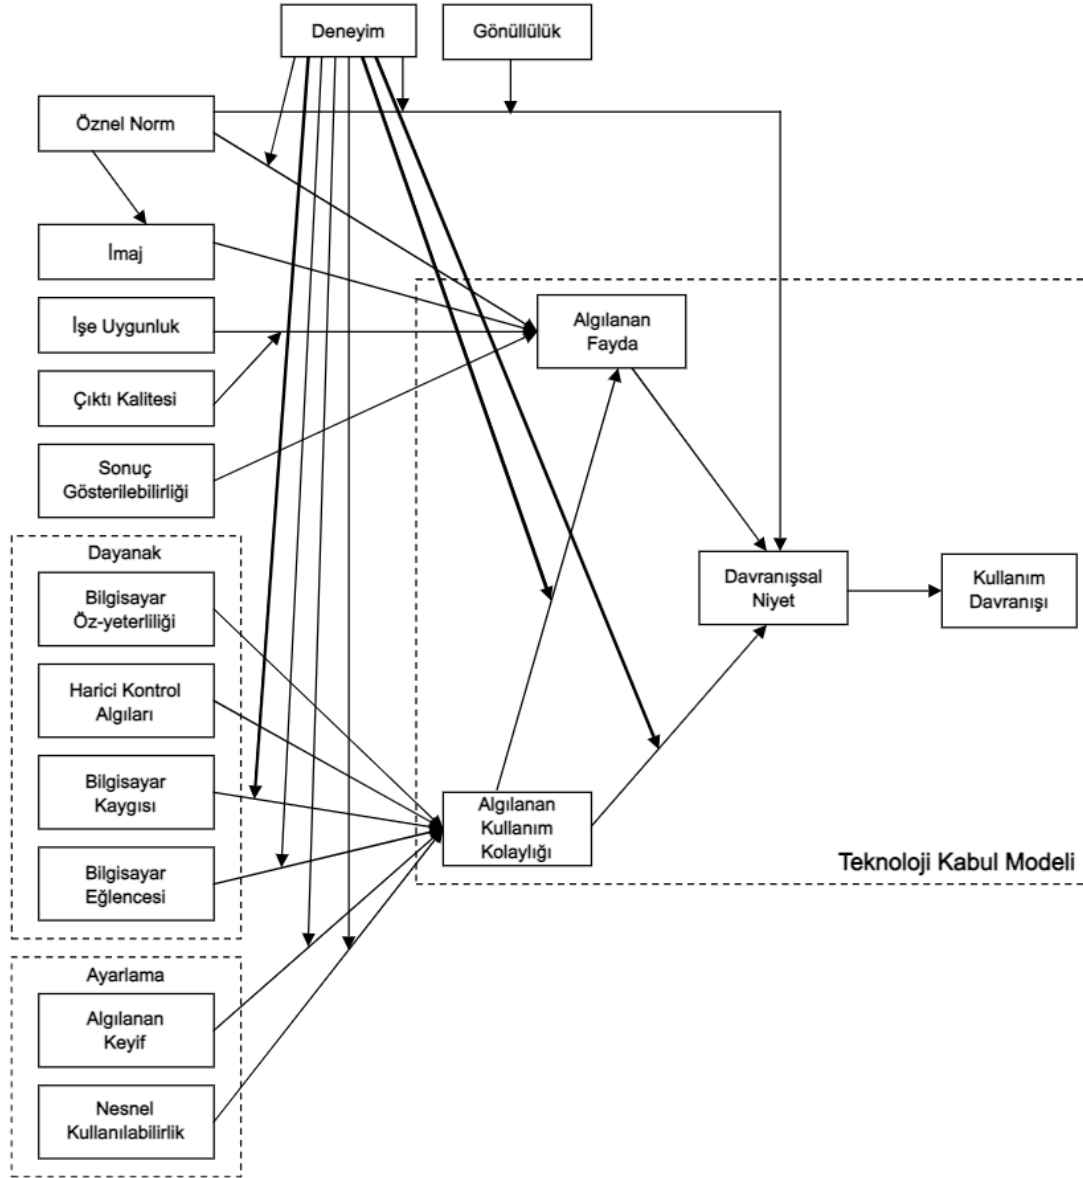 Deneyim
Gönüllülük
Öznel Norm
İmaj
İşe Uygunluk
Çıktı Kalitesi
Sonuç
Gösterilebilirliği
Algılanan
Fayda
Dayanak
Bilgisayar
Öz-yeterliliği
Harici Kontrol
Algıları
Bilgisayar
Kaygısı
Bilgisayar
Eğlencesi
Davranışsal
Niyet
Kullanım
Davranışı
Algılanan
Kullanım
Kolaylığı
Teknoloji Kabul Modeli
Ayarlama
Algılanan
Keyif
Nesnel
Kullanılabilirlik